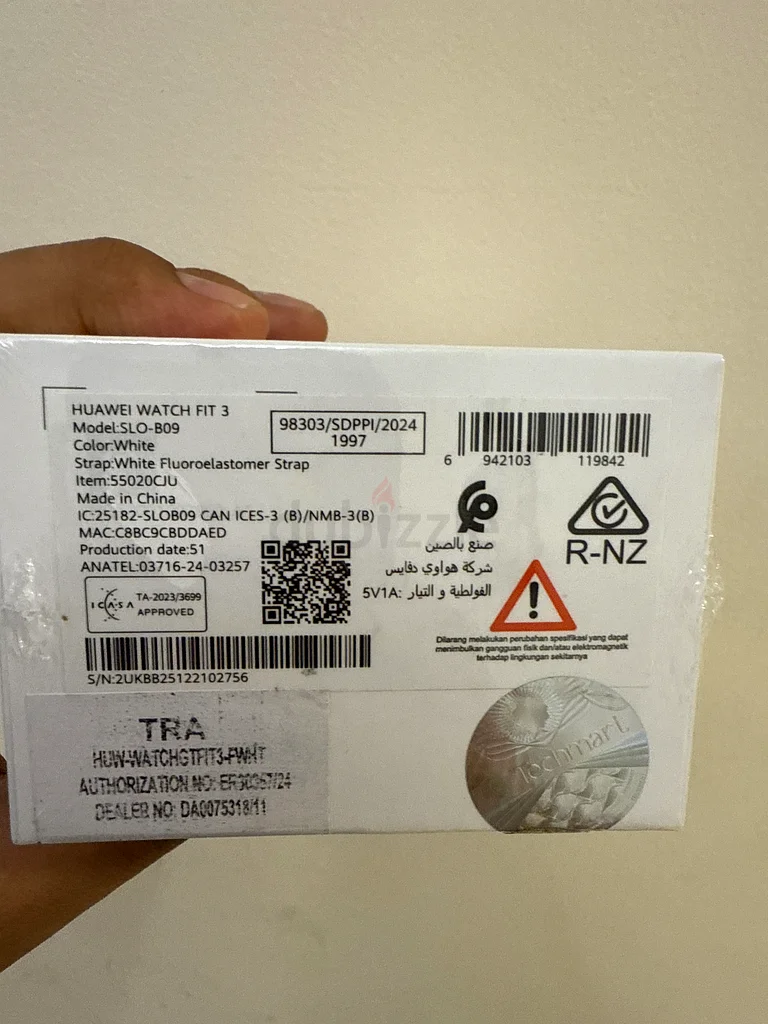 HUAWEI WATCH FIT 3
Model:SLO-B09
Color:White
Strap:White Fluoroelastomer Strap
Item:55020CJU
Made in China
IC:25182-SLOB09 CAN ICES-3 (B)/NMB-3(B)
MAC:C8BC9CBDDAED
Production date:51
ANATEL:03716-24-03257
ICASA
TA-2023/3699
APPROVED
S/N:2UKBB25122102756
98303/SDPPI/2024
1997
6 942103 119842
R-NZ
صنع بالصين
شركة هواوي دفايس
الفولطية و التيار :5V1A
Dilarang melakukan perubahan spesifikasi yang dapat
menimbulkan gangguan fisik dan/atau elektromagnetik
terhadap lingkungan sekitarnya
TRA
HUW-WATCHGTFIT3-FWHT
AUTHORIZATION NO:
DEALER NO: DA0075318/11
Techmart
dubizzle